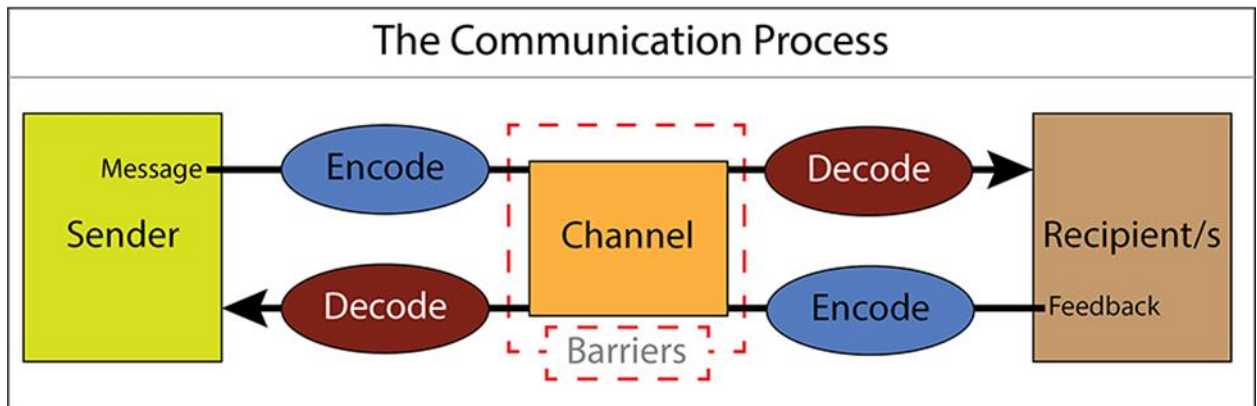 The Communication Process
Message
Encode
Decode
Sender
Channel
Recipient/s
Decode
Encode
Feedback
Barriers